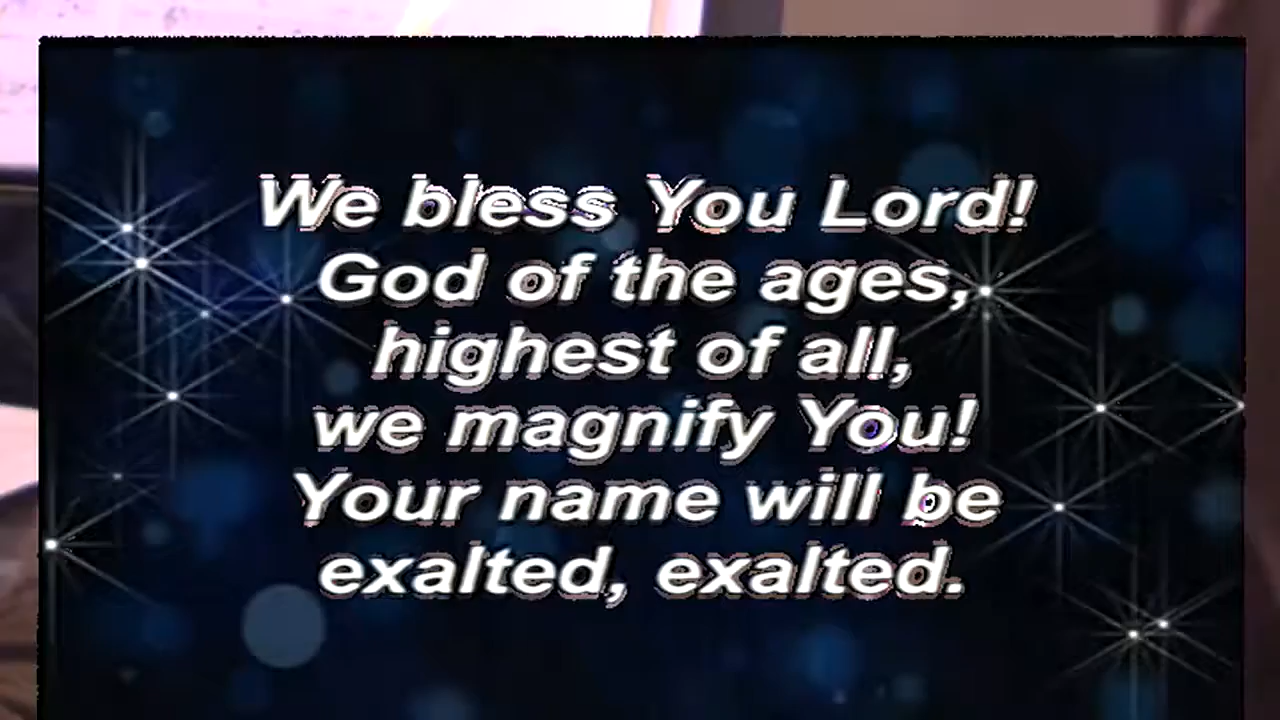 We bless You Lord!
God of the ages,
highest of all,
we magnify You!
Your name will be
exalted, exalted.